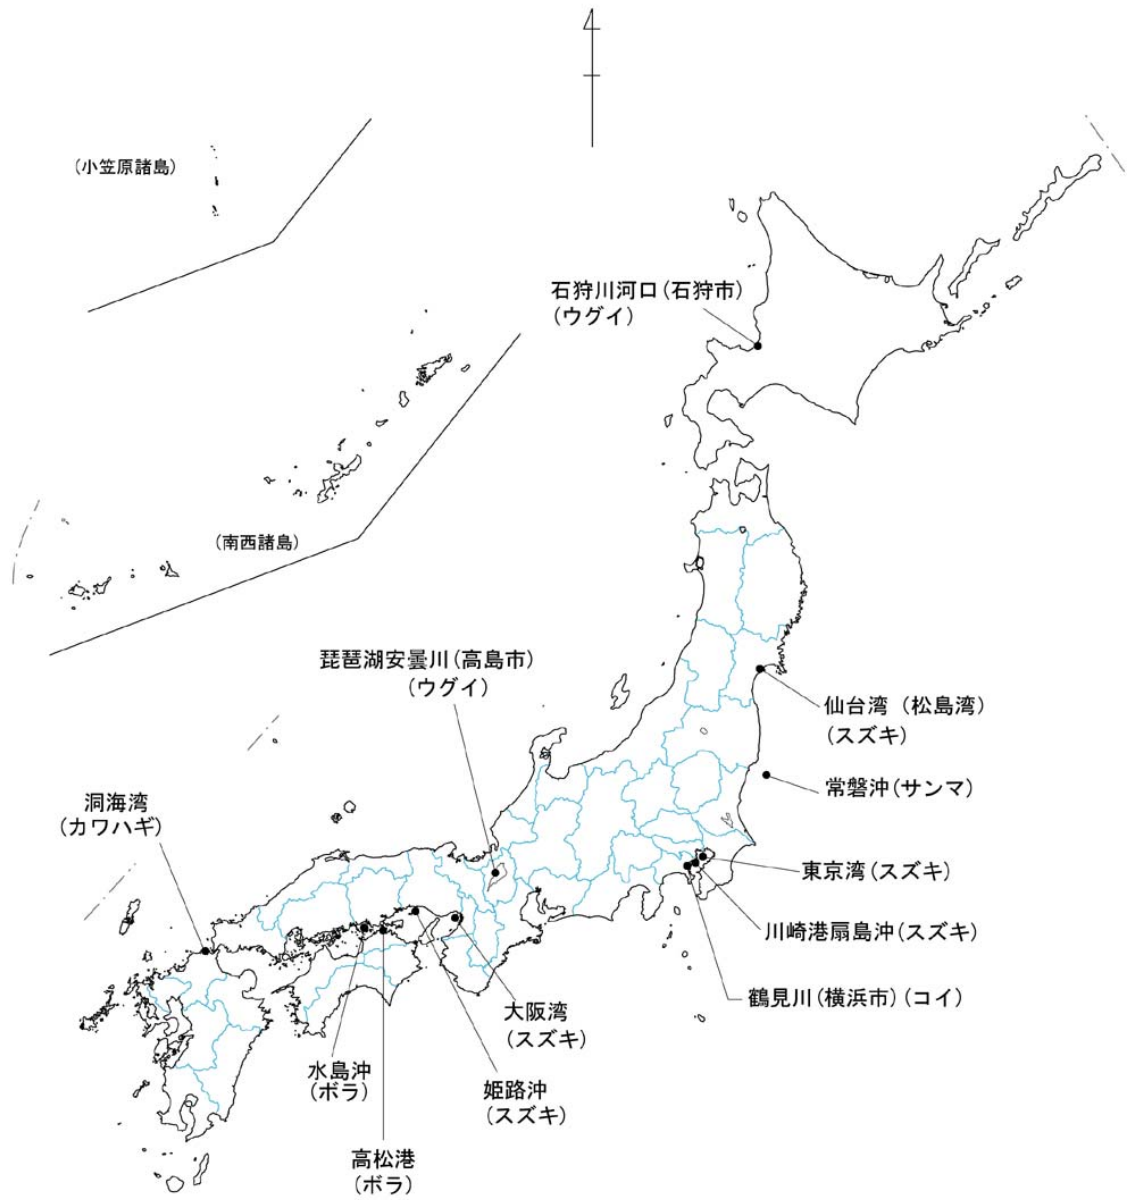 4
(小笠原諸島)
石狩川河口(石狩市)
(ウグイ)
(南西諸島)
琵琶湖安曇川(高島市)
(ウグイ)
仙台湾(松島湾)
(スズキ)
常磐沖(サンマ)
洞海湾
(カワハギ)
東京湾(スズキ)
川崎港扇島沖(スズキ)
鶴見川(横浜市)(コイ)
大阪湾
(スズキ)
水島沖
(ボラ)
姫路沖
(スズキ)
高松港
(ボラ)